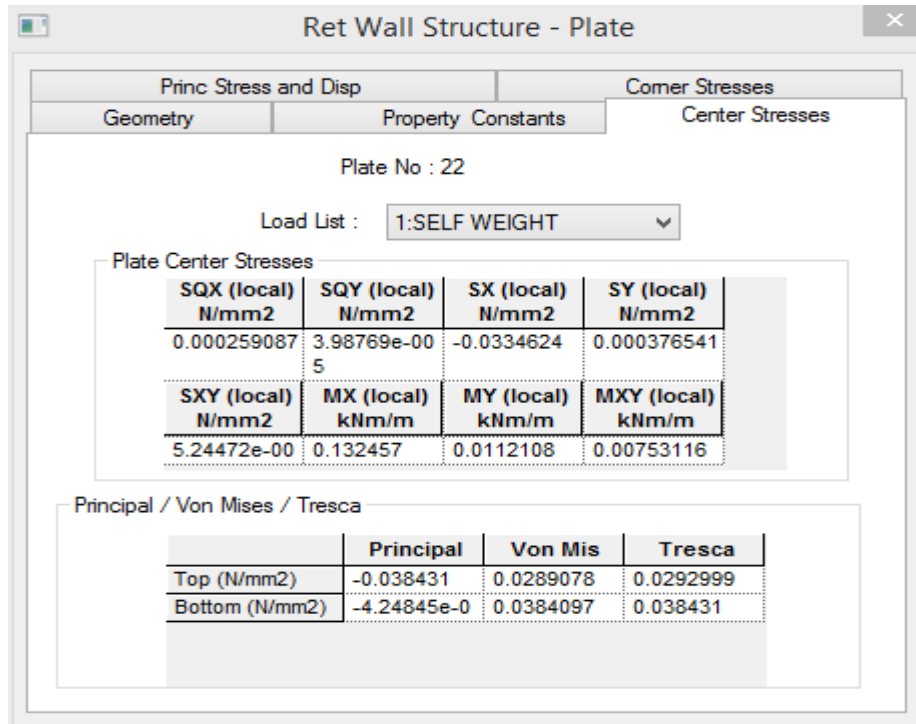 Ret Wall Structure - Plate
Princ Stress and Disp Corner Stresses
Geometry Property Constants Center Stresses
Plate No : 22
Load List : 1:SELF WEIGHT
Plate Center Stresses
SQX (local) SQY (local) SX (local) SY (local)
N/mm2 N/mm2 N/mm2 N/mm2
0.000259087 3.98769e-00 -0.0334624 0.000376541
5
SXY (local) MX (local) MY (local) MXY (local)
N/mm2 kNm/m kNm/m kNm/m
5.24472e-00 0.132457 0.0112108 0.00753116
Principal / Von Mises / Tresca
Principal Von Mis Tresca
Top (N/mm2) -0.038431 0.0289078 0.0292999
Bottom (N/mm2) -4.24845e-0 0.0384097 0.038431